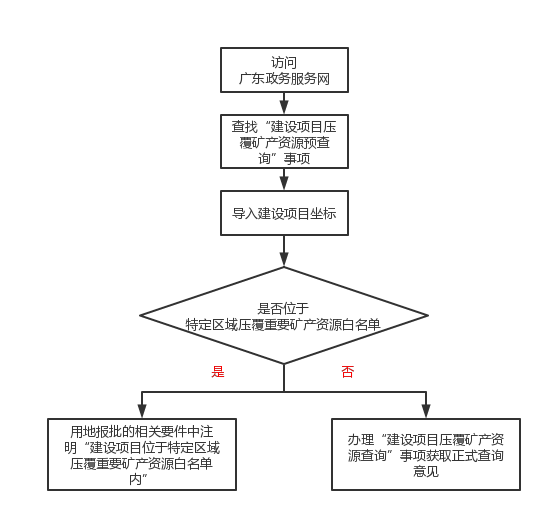 访问
广东政务服务网
查找“建设项目压
覆矿产资源预查
询”事项
导入建设项目坐标
是否位于
特定区域压覆重要矿产资源白名单
是
否
用地报批的相关要件中注
明“建设项目位于特定区域
压覆重要矿产资源白名单
内”
办理“建设项目压覆矿产资
源查询”事项获取正式查询
意见